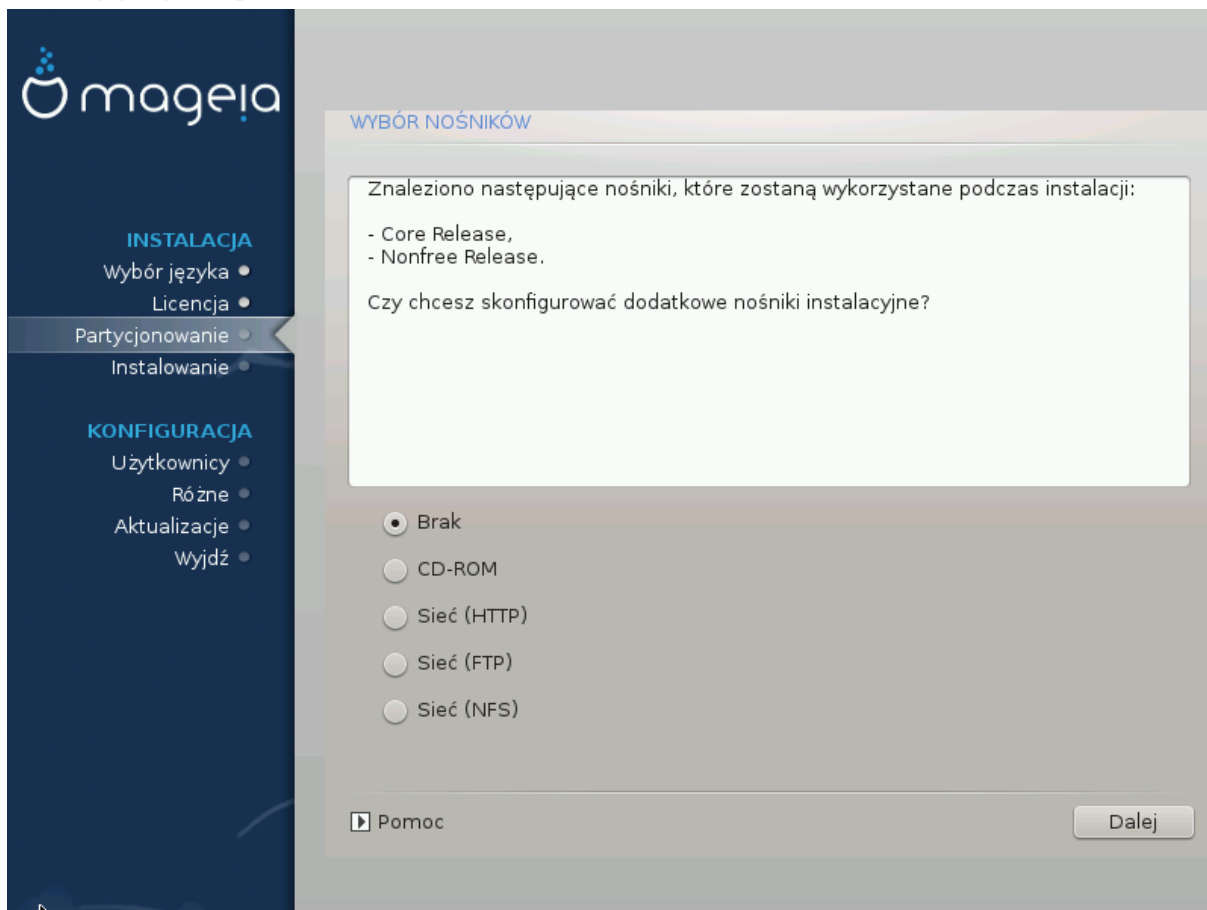 mageia
INSTALACJA
Wybór języka
Licencja
Partycjonowanie
Instalowanie
KONFIGURACJA
Użytkownicy
Różne
Aktualizacje
Wyjdź
WYBÓR NOŚNIKÓW
Znaleziono następujące nośniki, które zostaną wykorzystane podczas instalacji:
- Core Release,
- Nonfree Release.
Czy chcesz skonfigurować dodatkowe nośniki instalacyjne?
Brak
CD-ROM
Sieć (HTTP)
Sieć (FTP)
Sieć (NFS)
Pomoc
Dalej